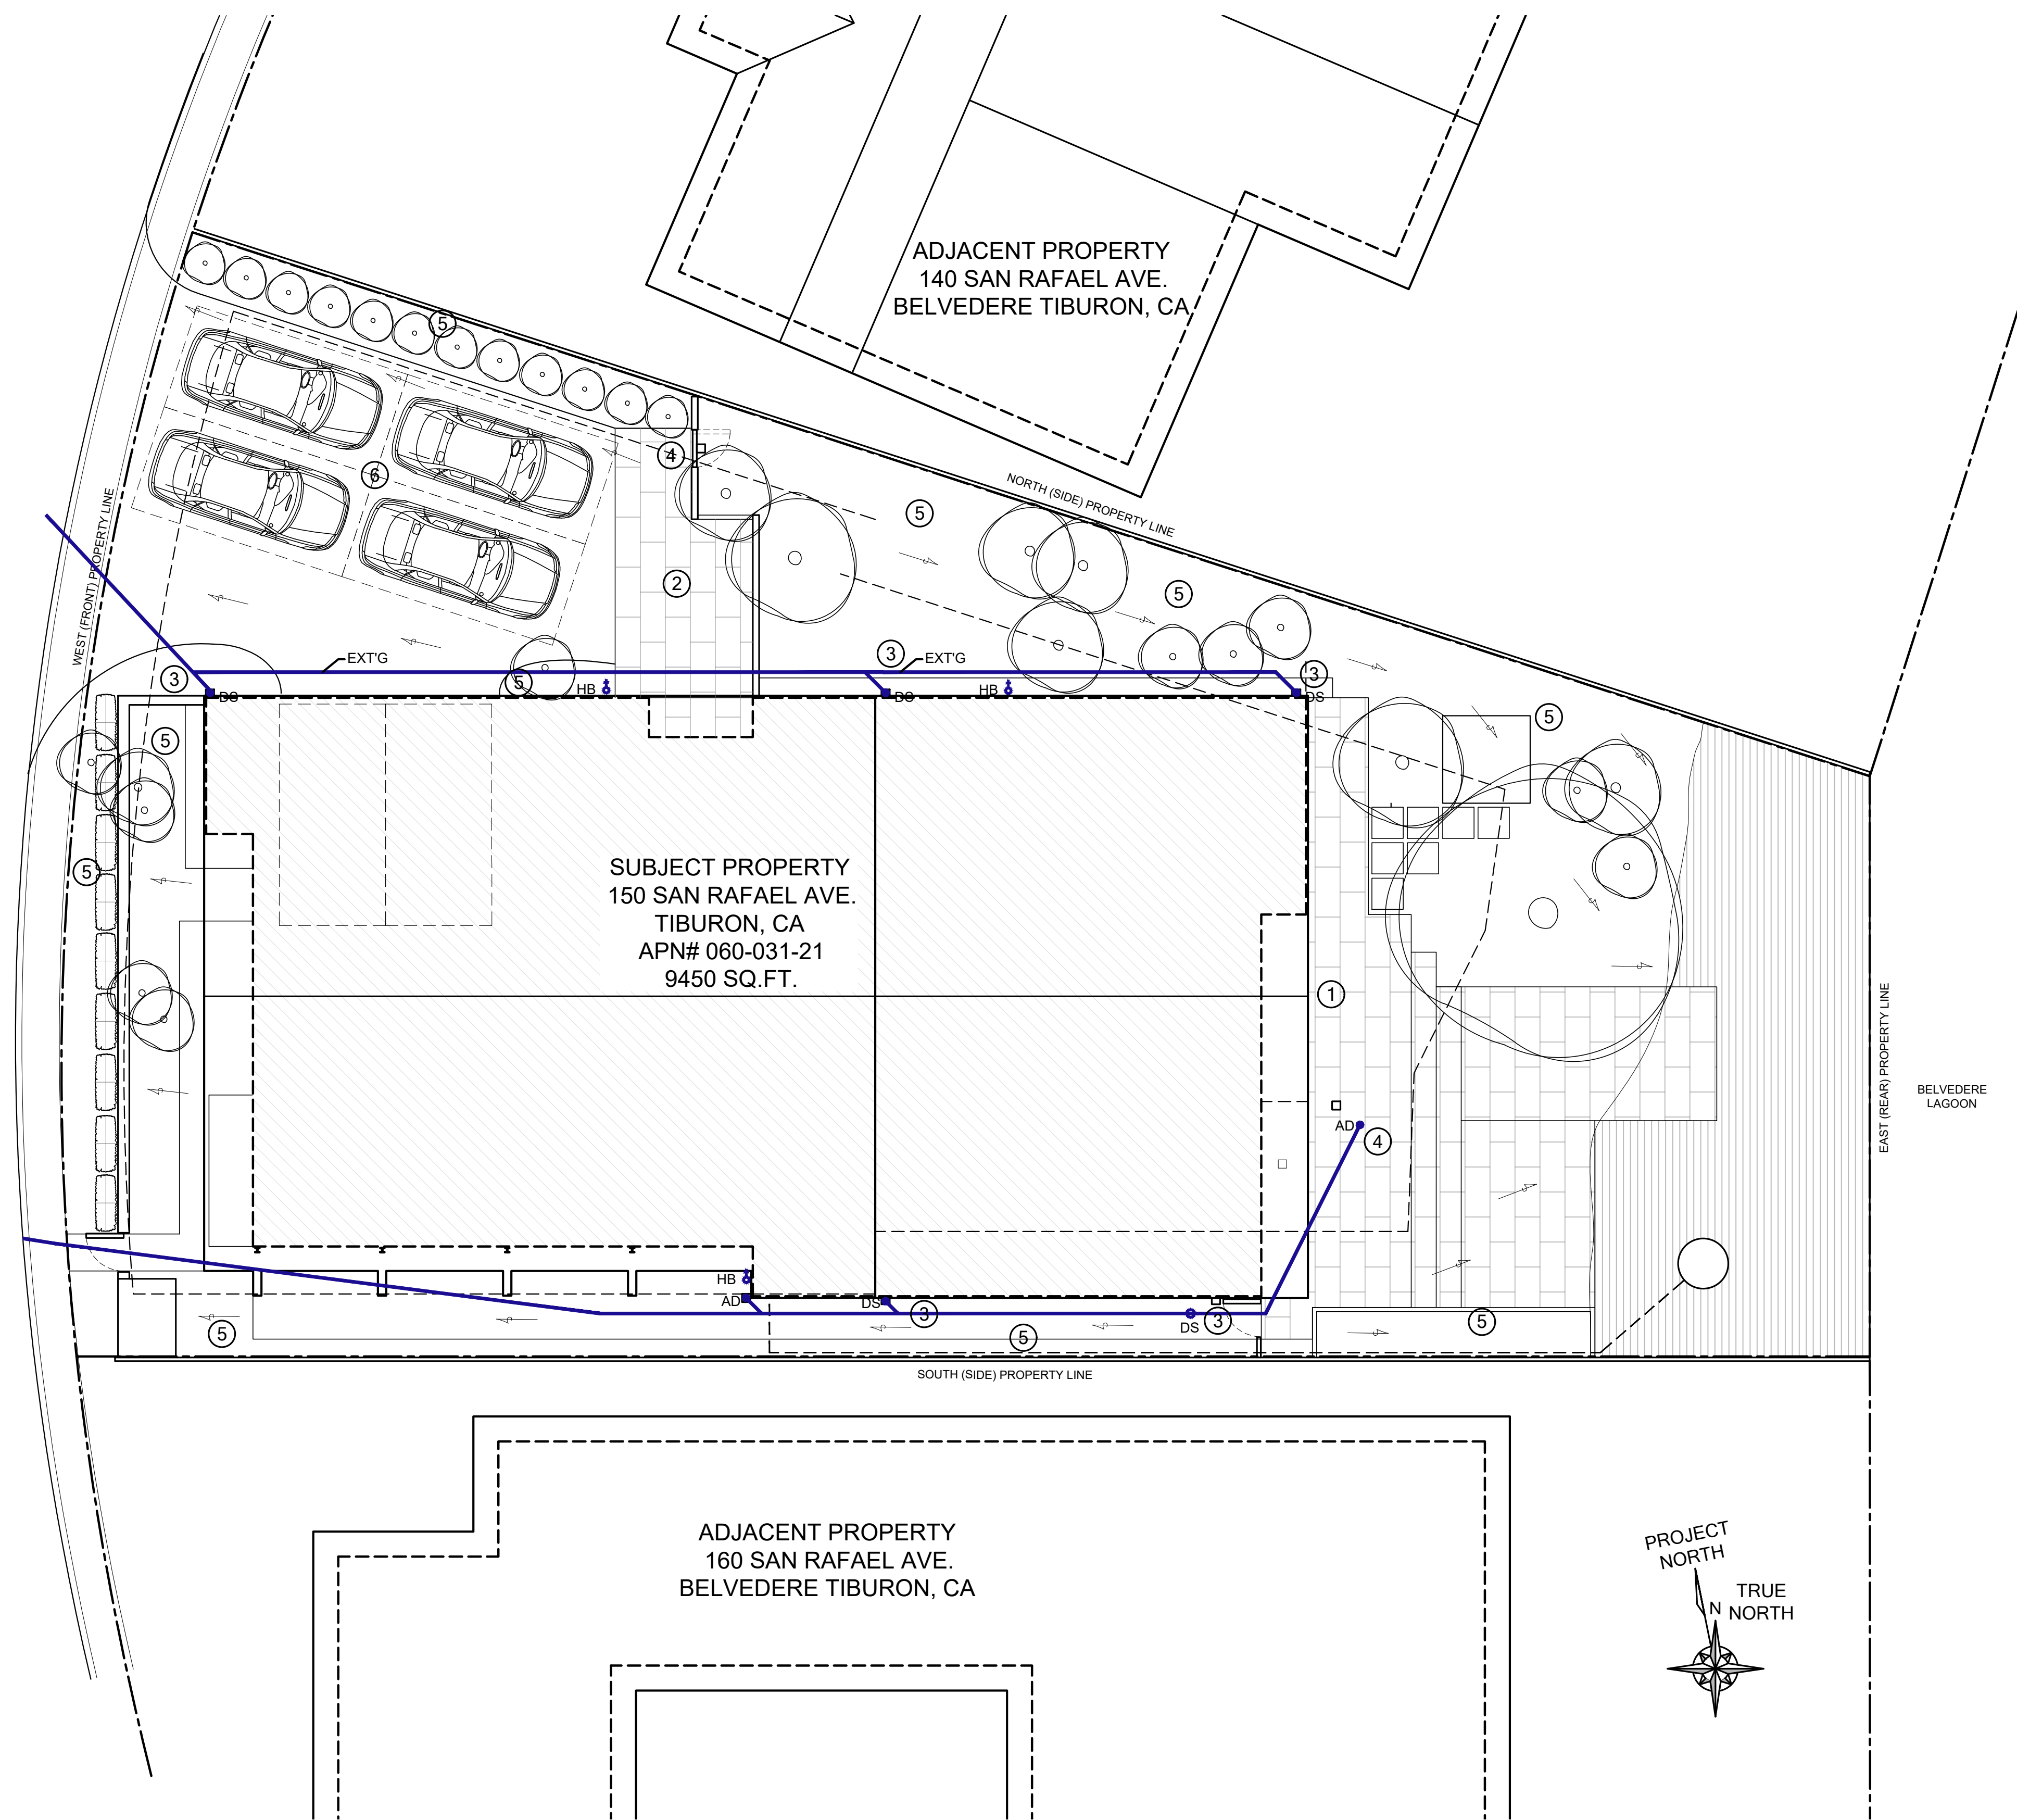 ADJACENT PROPERTY
140 SAN RAFAEL AVE.
BELVEDERE TIBURON, CA
5
4
6
NORTH (SIDE) PROPERTY LINE
5
2
5
WEST (FRONT) PROPERTY LINE
EXT'G
3
EXT'G
3
5
HB
HB
3
DS
DS
DS
5
5
5
SUBJECT PROPERTY
150 SAN RAFAEL AVE.
TIBURON, CA
APN# 060-031-21
9450 SQ.FT.
1
EAST (REAR) PROPERTY LINE
BELVEDERE
LAGOON
AD
4
HB
AD
DS
3
DS
3
5
5
5
SOUTH (SIDE) PROPERTY LINE
ADJACENT PROPERTY
160 SAN RAFAEL AVE.
BELVEDERE TIBURON, CA
PROJECT
NORTH
TRUE
NORTH
N